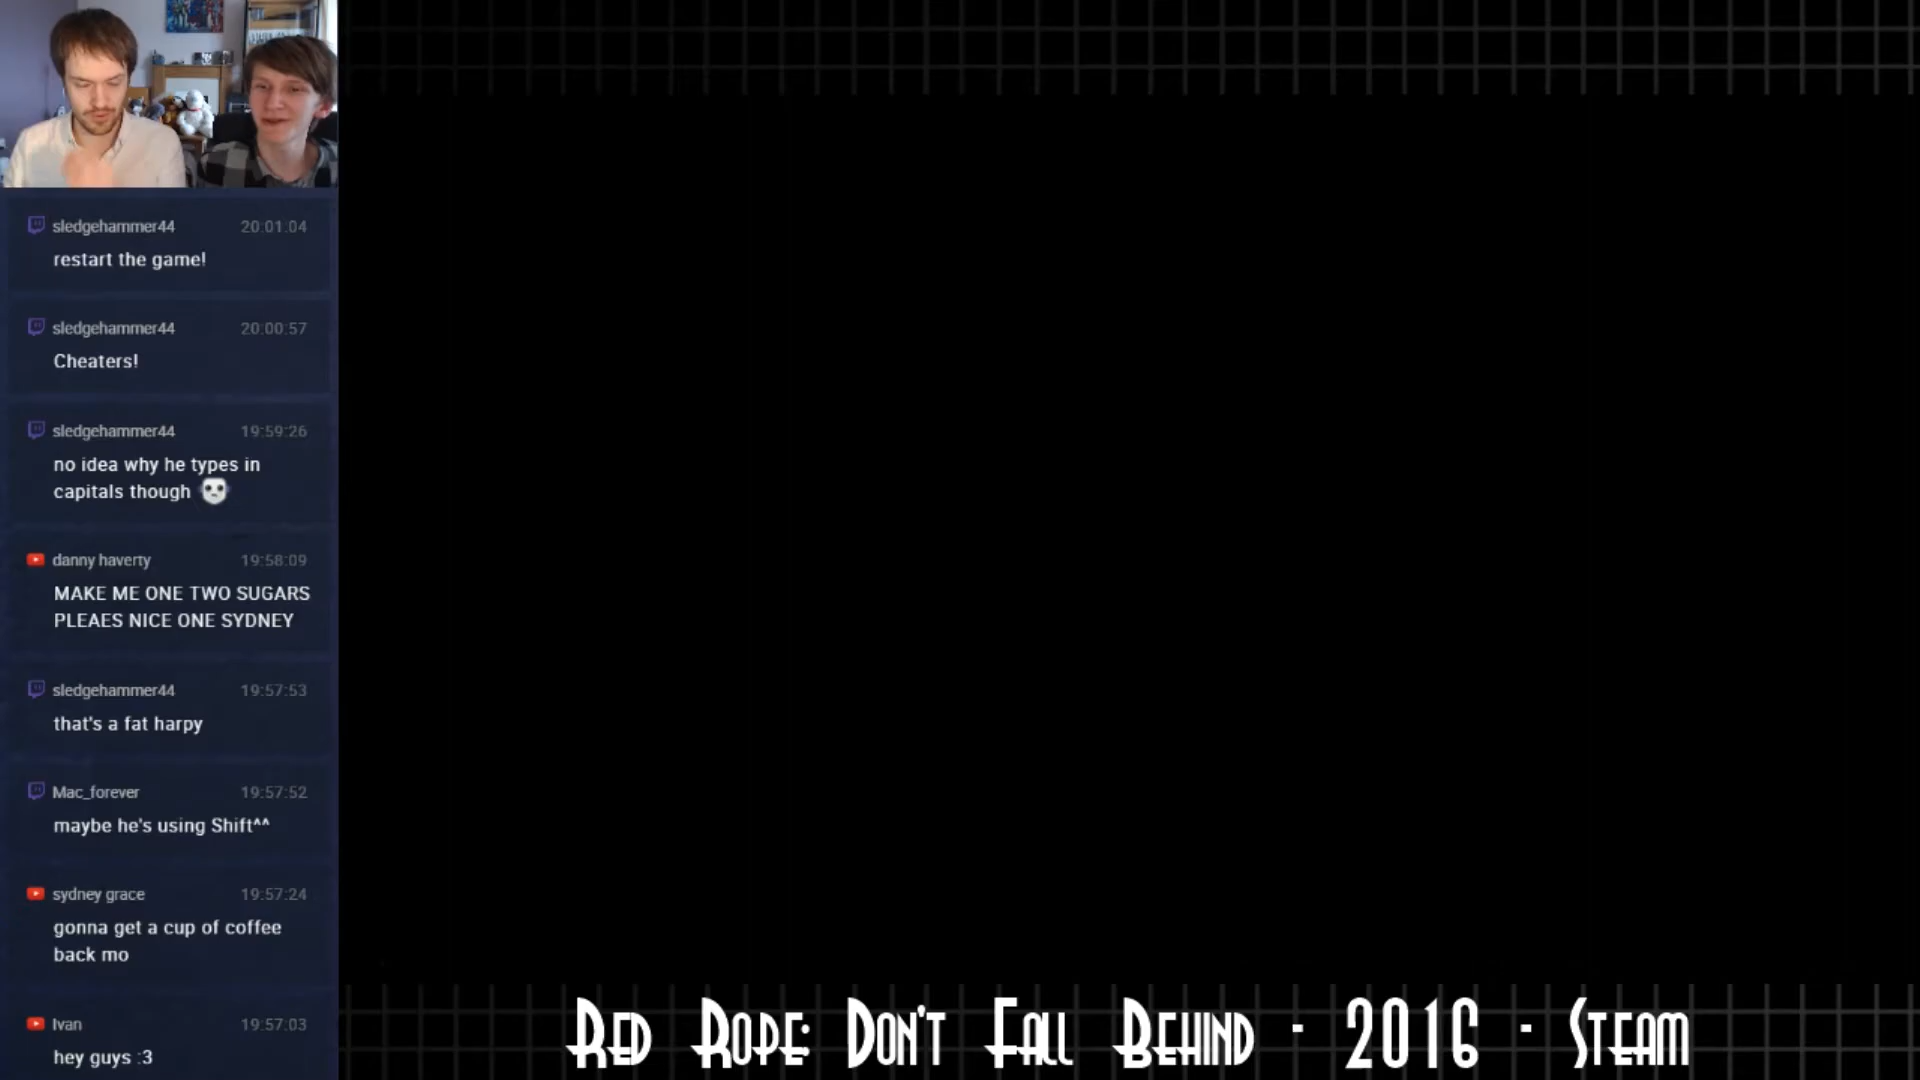 sledgehammer44 20:01:04
restart the game!
sledgehammer44 20:00:57
Cheaters!
sledgehammer44 19:59:26
no idea why he types in
capitals though
danny haverty 19:58:09
MAKE ME ONE TWO SUGARS
PLEAES NICE ONE SYDNEY
sledgehammer44 19:57:53
that's a fat harpy
Mac_forever 19:57:52
maybe he's using Shift^^
sydney grace 19:57:24
gonna get a cup of coffee
back mo
Ivan 19:57:03
hey guys :3
RED ROPE: DON'T FALL BEHIND - 2016 - STEAM